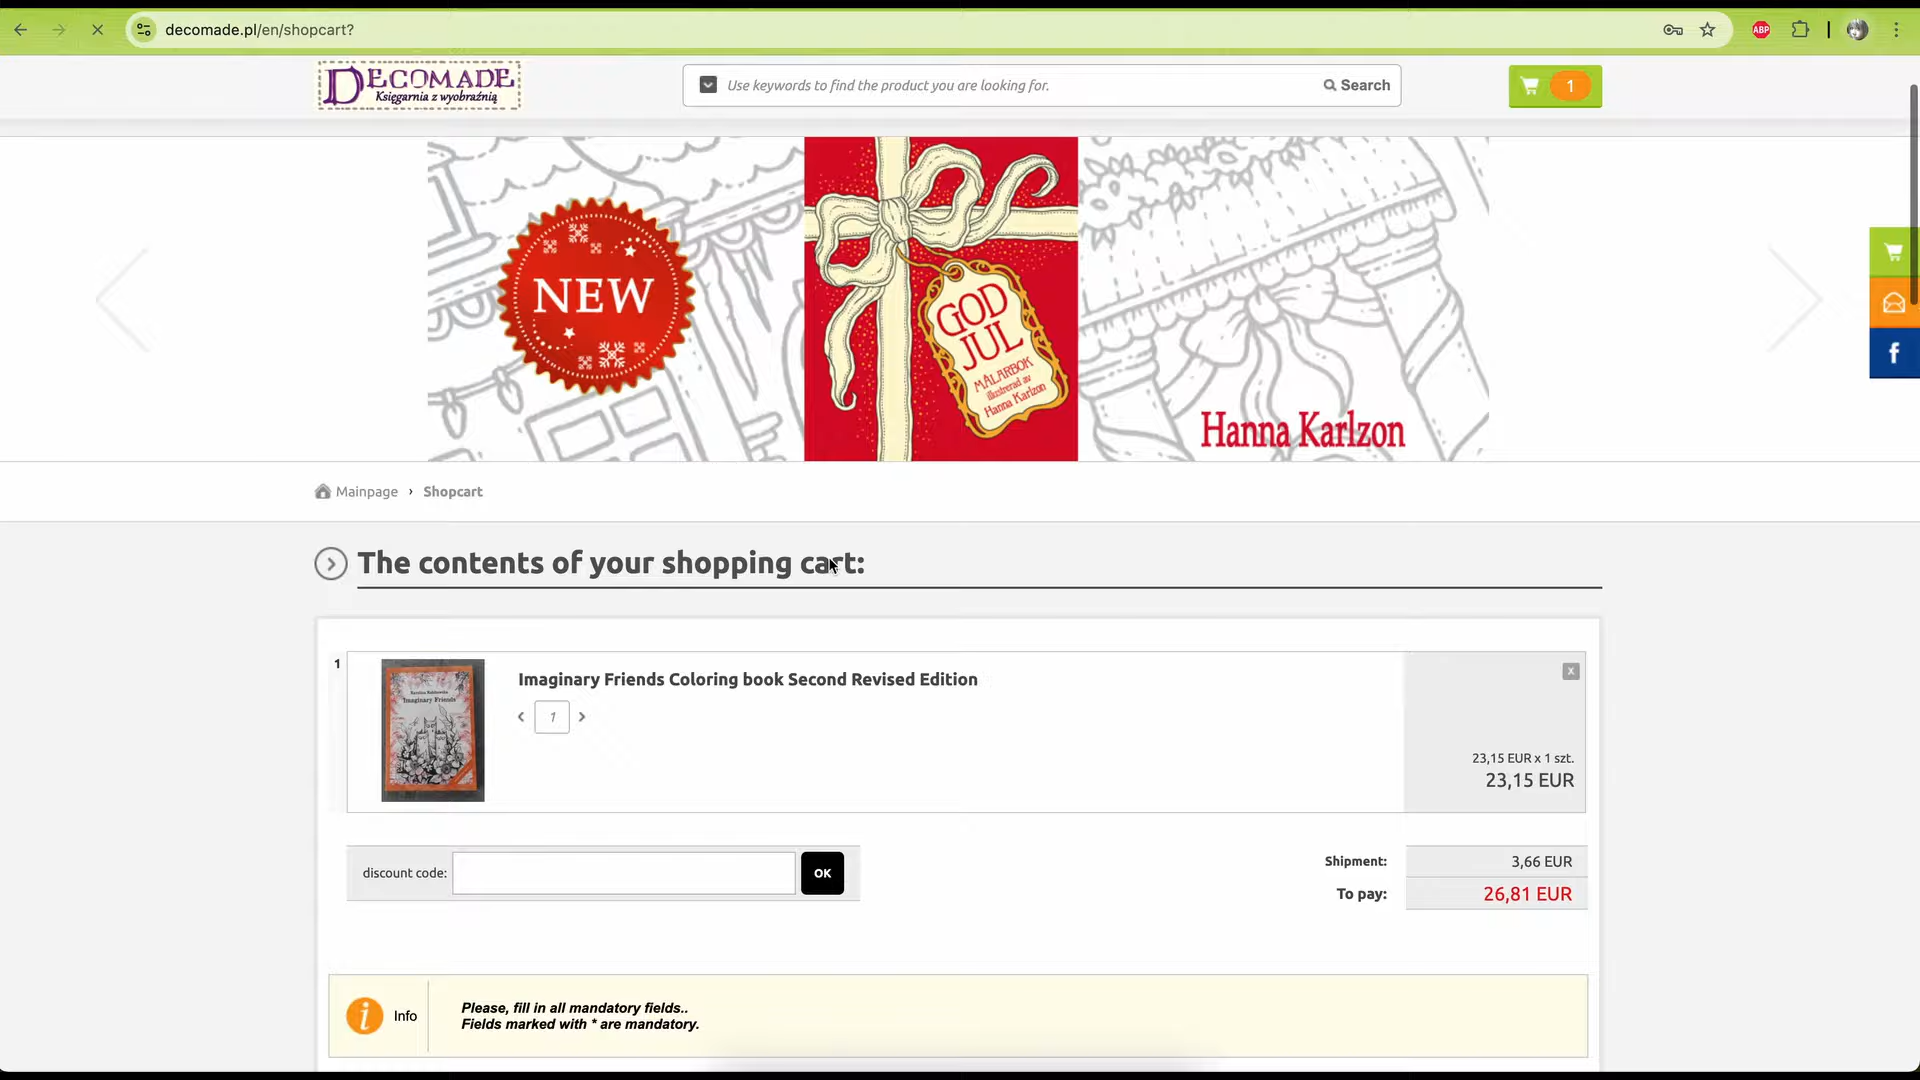 decomade.pl/en/shopcart?
ABP
DECOMADE
Księgarnia z wyobraźnią
Use keywords to find the product you are looking for.
Search
1
NEW
GOD
JUL
MÅLARBOK
illustrerad av
Hanna Karlzon
Hanna Karlzon
f
Mainpage › Shopcart
The contents of your shopping cart:
1
Imaginary Friends Coloring book Second Revised Edition
x
Imaginary Friends
< 1 >
23,15 EUR x 1 szt.
23,15 EUR
discount code:
OK
Shipment: 3,66 EUR
To pay: 26,81 EUR
i Info
Please, fill in all mandatory fields..
Fields marked with * are mandatory.